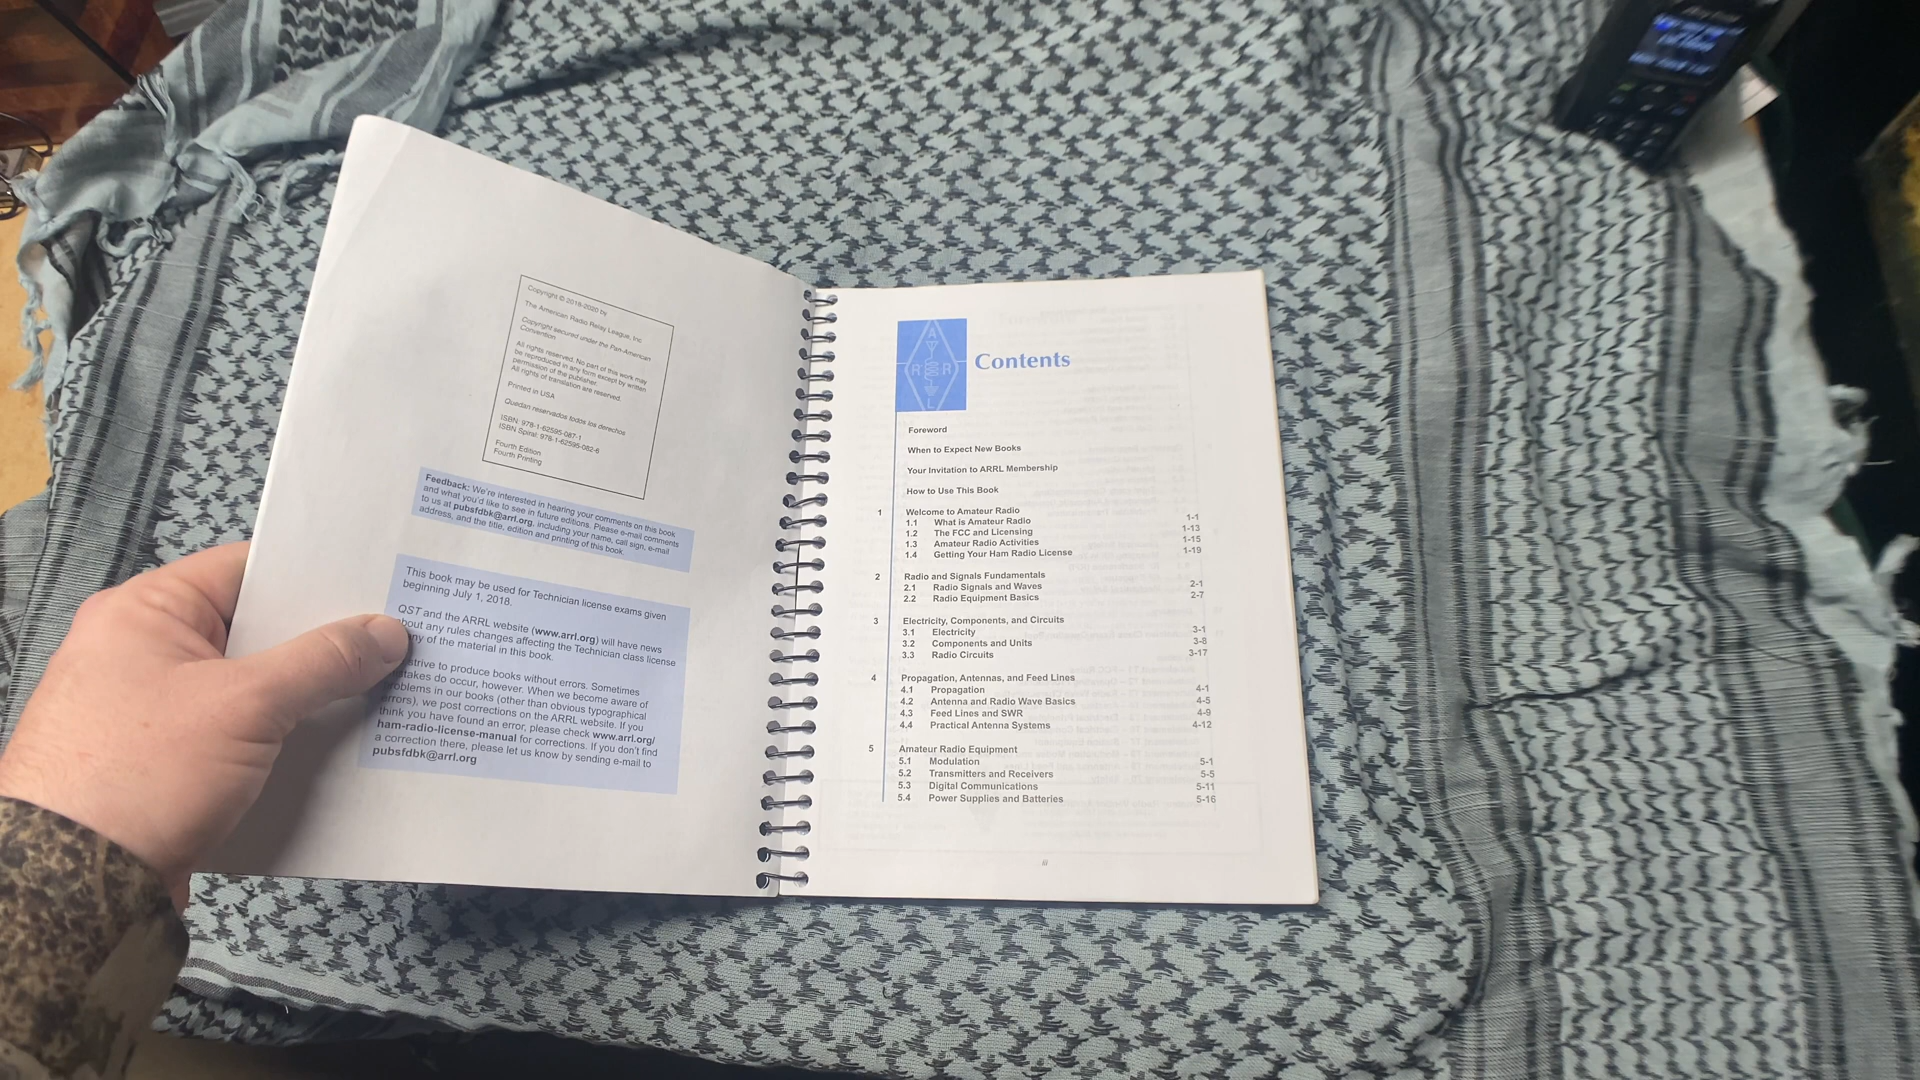 Copyright © 2018-2020 by
The American Radio Relay League, Inc.
Copyright secured under the Pan-American
Convention
All rights reserved. No part of this work may
be reproduced in any form except by written
permission of the publisher.
All rights of translation are reserved.
Printed in USA
Quedan reservados todos los derechos
ISBN: 978-1-62595-087-1
ISBN Spiral: 978-1-62595-082-6
Fourth Edition
Fourth Printing
Feedback: We're interested in hearing your comments on this book
and what you'd like to see in future editions. Please e-mail comments
to us at pubsfdbk@arrl.org, including your name, call sign, e-mail
address, and the title, edition and printing of this book.
This book may be used for Technician license exams given
beginning July 1, 2018.
QST and the ARRL website (www.arrl.org) will have news
about any rules changes affecting the Technician class license
any of the material in this book.
strive to produce books without errors. Sometimes
mistakes do occur, however. When we become aware of
problems in our books (other than obvious typographical
errors), we post corrections on the ARRL website. If you
think you have found an error, please check www.arrl.org/
ham-radio-license-manual for corrections. If you don't find
a correction there, please let us know by sending e-mail to
pubsfdbk@arrl.org
A
R R
L
Contents
Foreword
When to Expect New Books
Your Invitation to ARRL Membership
How to Use This Book
1 Welcome to Amateur Radio
1.1 What is Amateur Radio 1-1
1.2 The FCC and Licensing 1-13
1.3 Amateur Radio Activities 1-15
1.4 Getting Your Ham Radio License 1-19
2 Radio and Signals Fundamentals
2.1 Radio Signals and Waves 2-1
2.2 Radio Equipment Basics 2-7
3 Electricity, Components, and Circuits
3.1 Electricity 3-1
3.2 Components and Units 3-8
3.3 Radio Circuits 3-17
4 Propagation, Antennas, and Feed Lines
4.1 Propagation 4-1
4.2 Antenna and Radio Wave Basics 4-5
4.3 Feed Lines and SWR 4-9
4.4 Practical Antenna Systems 4-12
5 Amateur Radio Equipment
5.1 Modulation 5-1
5.2 Transmitters and Receivers 5-5
5.3 Digital Communications 5-11
5.4 Power Supplies and Batteries 5-16
iii